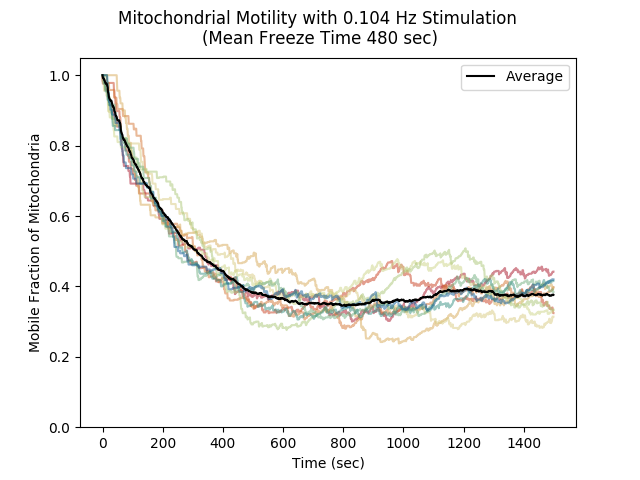 Mitochondrial Motility with 0.104 Hz Stimulation
(Mean Freeze Time 480 sec)
Average
Mobile Fraction of Mitochondria
1.0
0.8
0.6
0.4
0.2
0.0
0 200 400 600 800 1000 1200 1400
Time (sec)